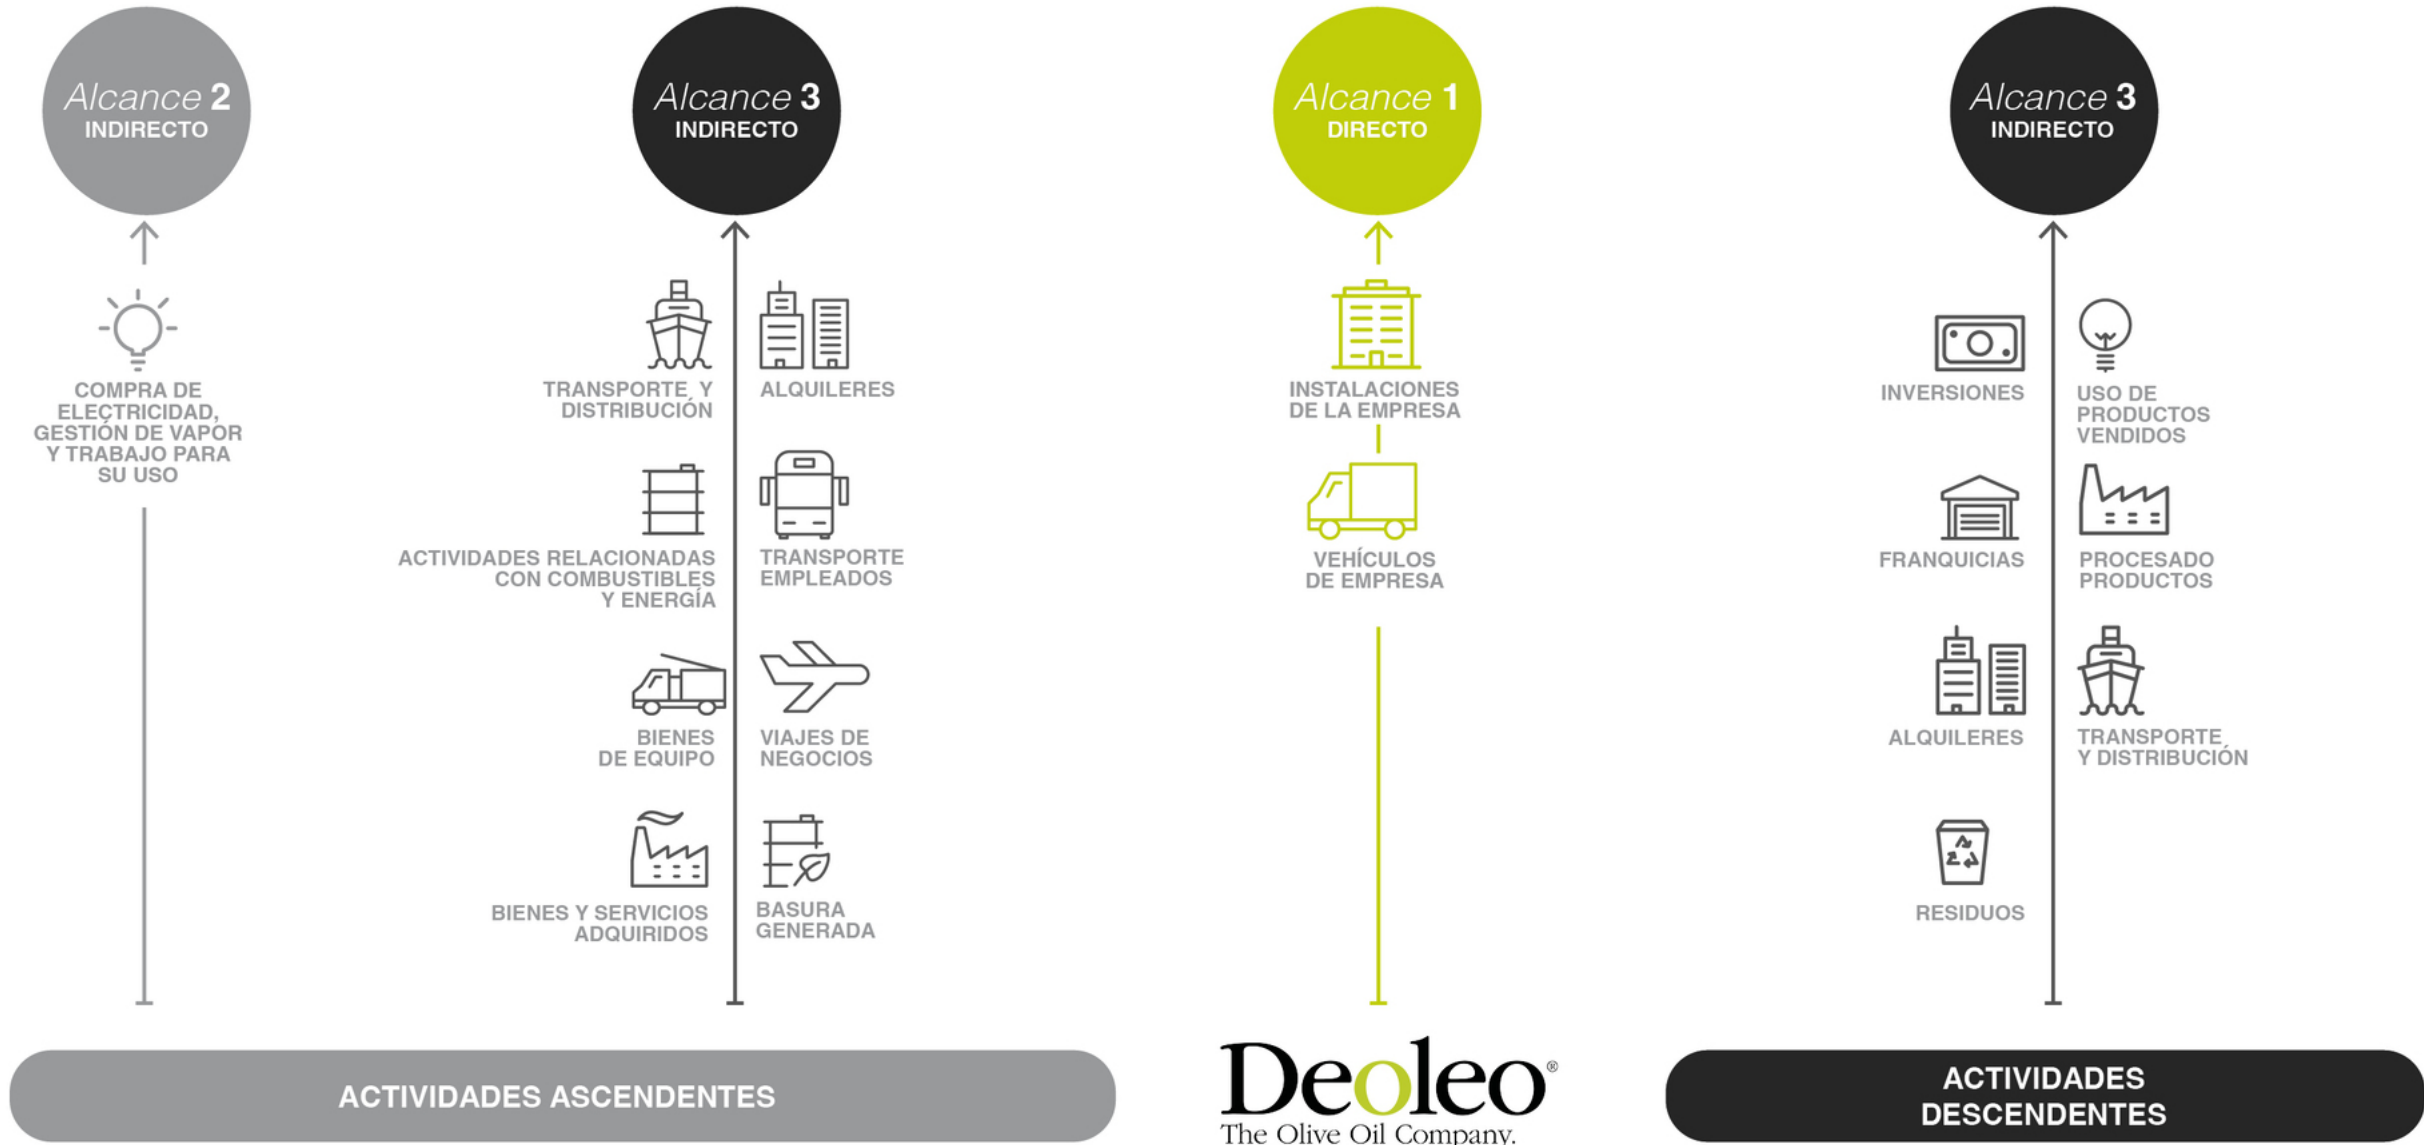 Alcance 2
INDIRECTO
COMPRA DE
ELECTRICIDAD,
GESTIÓN DE VAPOR
Y TRABAJO PARA
SU USO
Alcance 3
INDIRECTO
TRANSPORTE Y
DISTRIBUCIÓN
ALQUILERES
ACTIVIDADES RELACIONADAS
CON COMBUSTIBLES
Y ENERGÍA
TRANSPORTE
EMPLEADOS
BIENES
DE EQUIPO
VIAJES DE
NEGOCIOS
BIENES Y SERVICIOS
ADQUIRIDOS
BASURA
GENERADA
ACTIVIDADES ASCENDENTES
Alcance 1
DIRECTO
INSTALACIONES
DE LA EMPRESA
VEHÍCULOS
DE EMPRESA
Deoleo®
The Olive Oil Company.
Alcance 3
INDIRECTO
INVERSIONES
USO DE
PRODUCTOS
VENDIDOS
FRANQUICIAS
PROCESADO
PRODUCTOS
ALQUILERES
TRANSPORTE
Y DISTRIBUCIÓN
RESIDUOS
ACTIVIDADES
DESCENDENTES